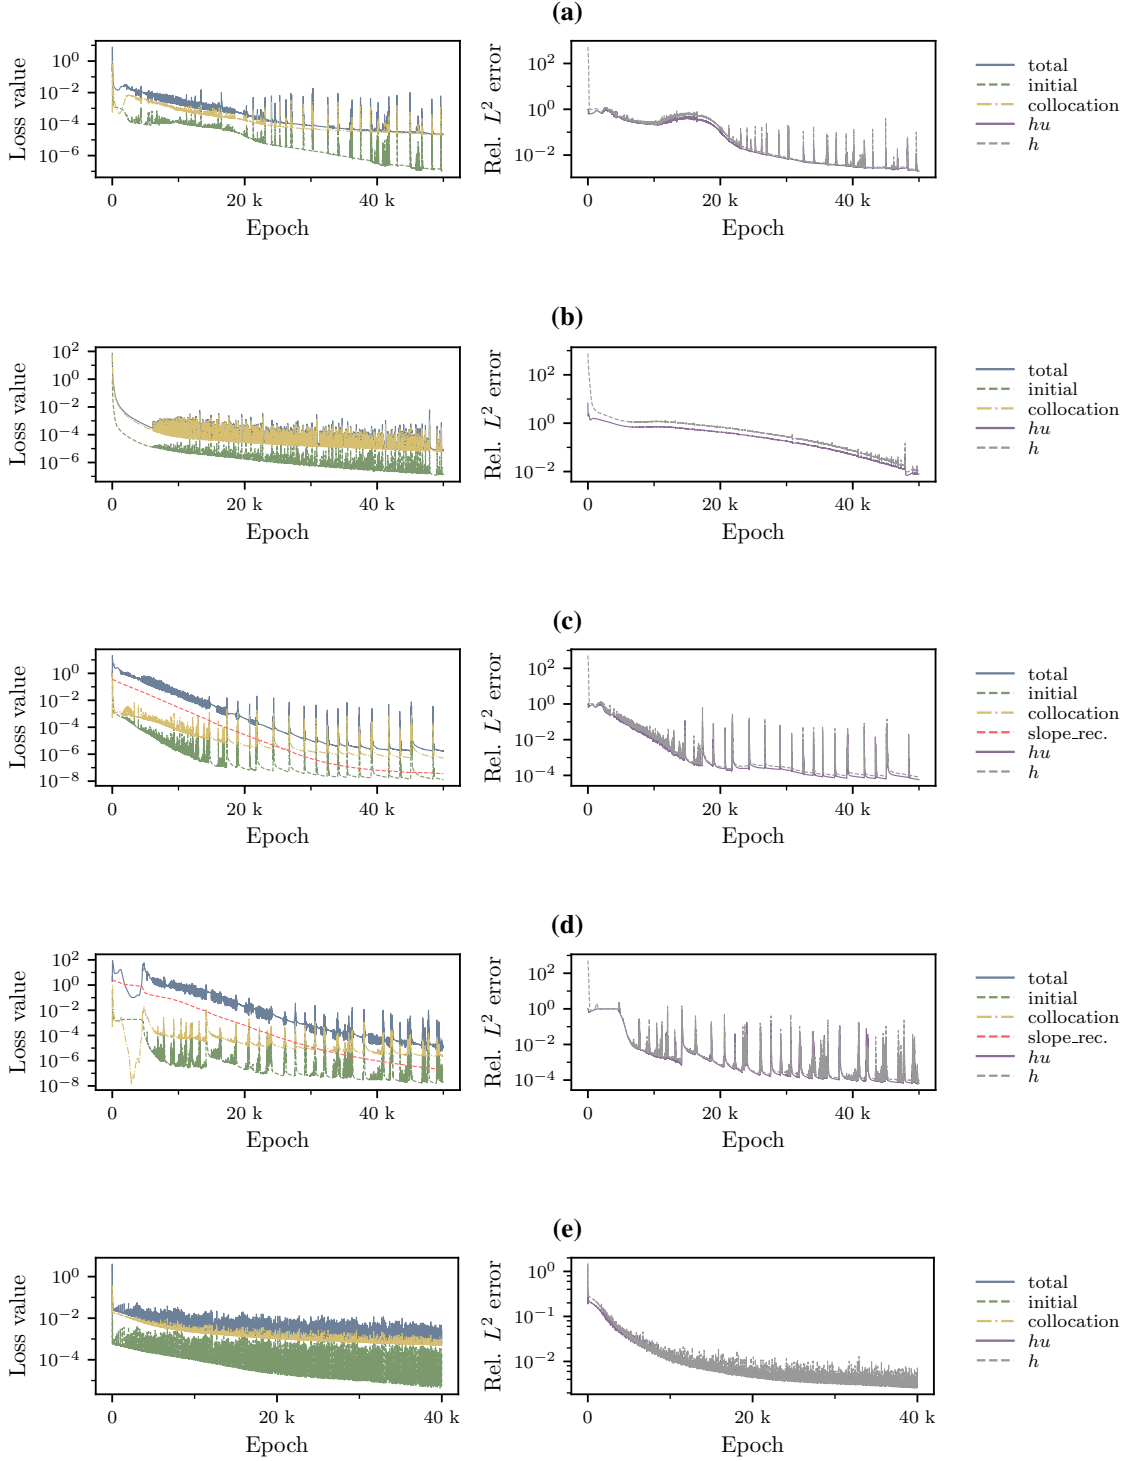 (a)
Loss value
10^0
10^-2
10^-4
10^-6
0
20 k
40 k
Epoch
Rel. L^2 error
10^2
10^0
10^-2
0
20 k
40 k
Epoch
total
initial
collocation
hu
h
(b)
Loss value
10^2
10^0
10^-2
10^-4
10^-6
0
20 k
40 k
Epoch
Rel. L^2 error
10^2
10^0
10^-2
0
20 k
40 k
Epoch
total
initial
collocation
hu
h
(c)
Loss value
10^0
10^-2
10^-4
10^-6
10^-8
0
20 k
40 k
Epoch
Rel. L^2 error
10^2
10^0
10^-2
10^-4
0
20 k
40 k
Epoch
total
initial
collocation
slope_rec.
hu
h
(d)
Loss value
10^2
10^0
10^-2
10^-4
10^-6
10^-8
0
20 k
40 k
Epoch
Rel. L^2 error
10^2
10^0
10^-2
10^-4
0
20 k
40 k
Epoch
total
initial
collocation
slope_rec.
hu
h
(e)
Loss value
10^0
10^-2
10^-4
0
20 k
40 k
Epoch
Rel. L^2 error
10^0
10^-1
10^-2
0
20 k
40 k
Epoch
total
initial
collocation
hu
h